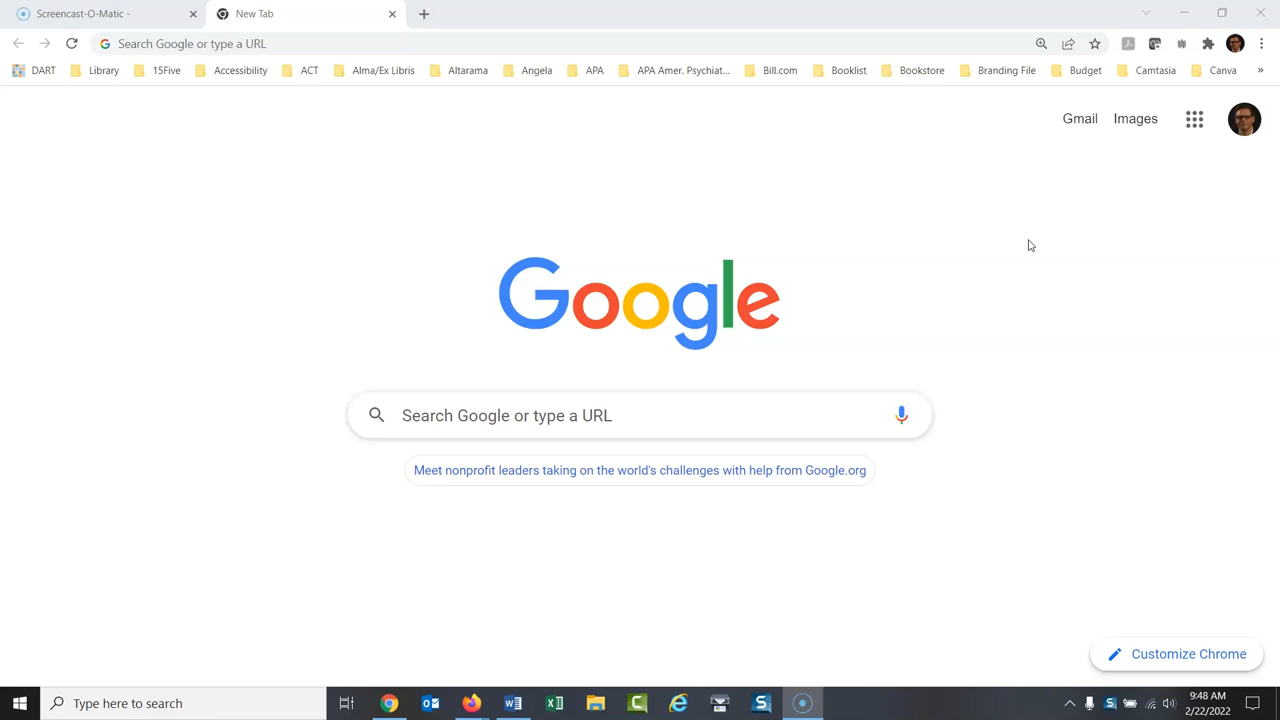 Screencast-O-Matic -
New Tab
Search Google or type a URL
DART Library 15Five Accessibility ACT Alma/Ex Libris Altarama Angela APA APA Amer. Psychiat... Bill.com Booklist Bookstore Branding File Budget Camtasia Canva »
Gmail Images
Google
Search Google or type a URL
Meet nonprofit leaders taking on the world's challenges with help from Google.org
Customize Chrome
Type here to search
9:48 AM
2/22/2022